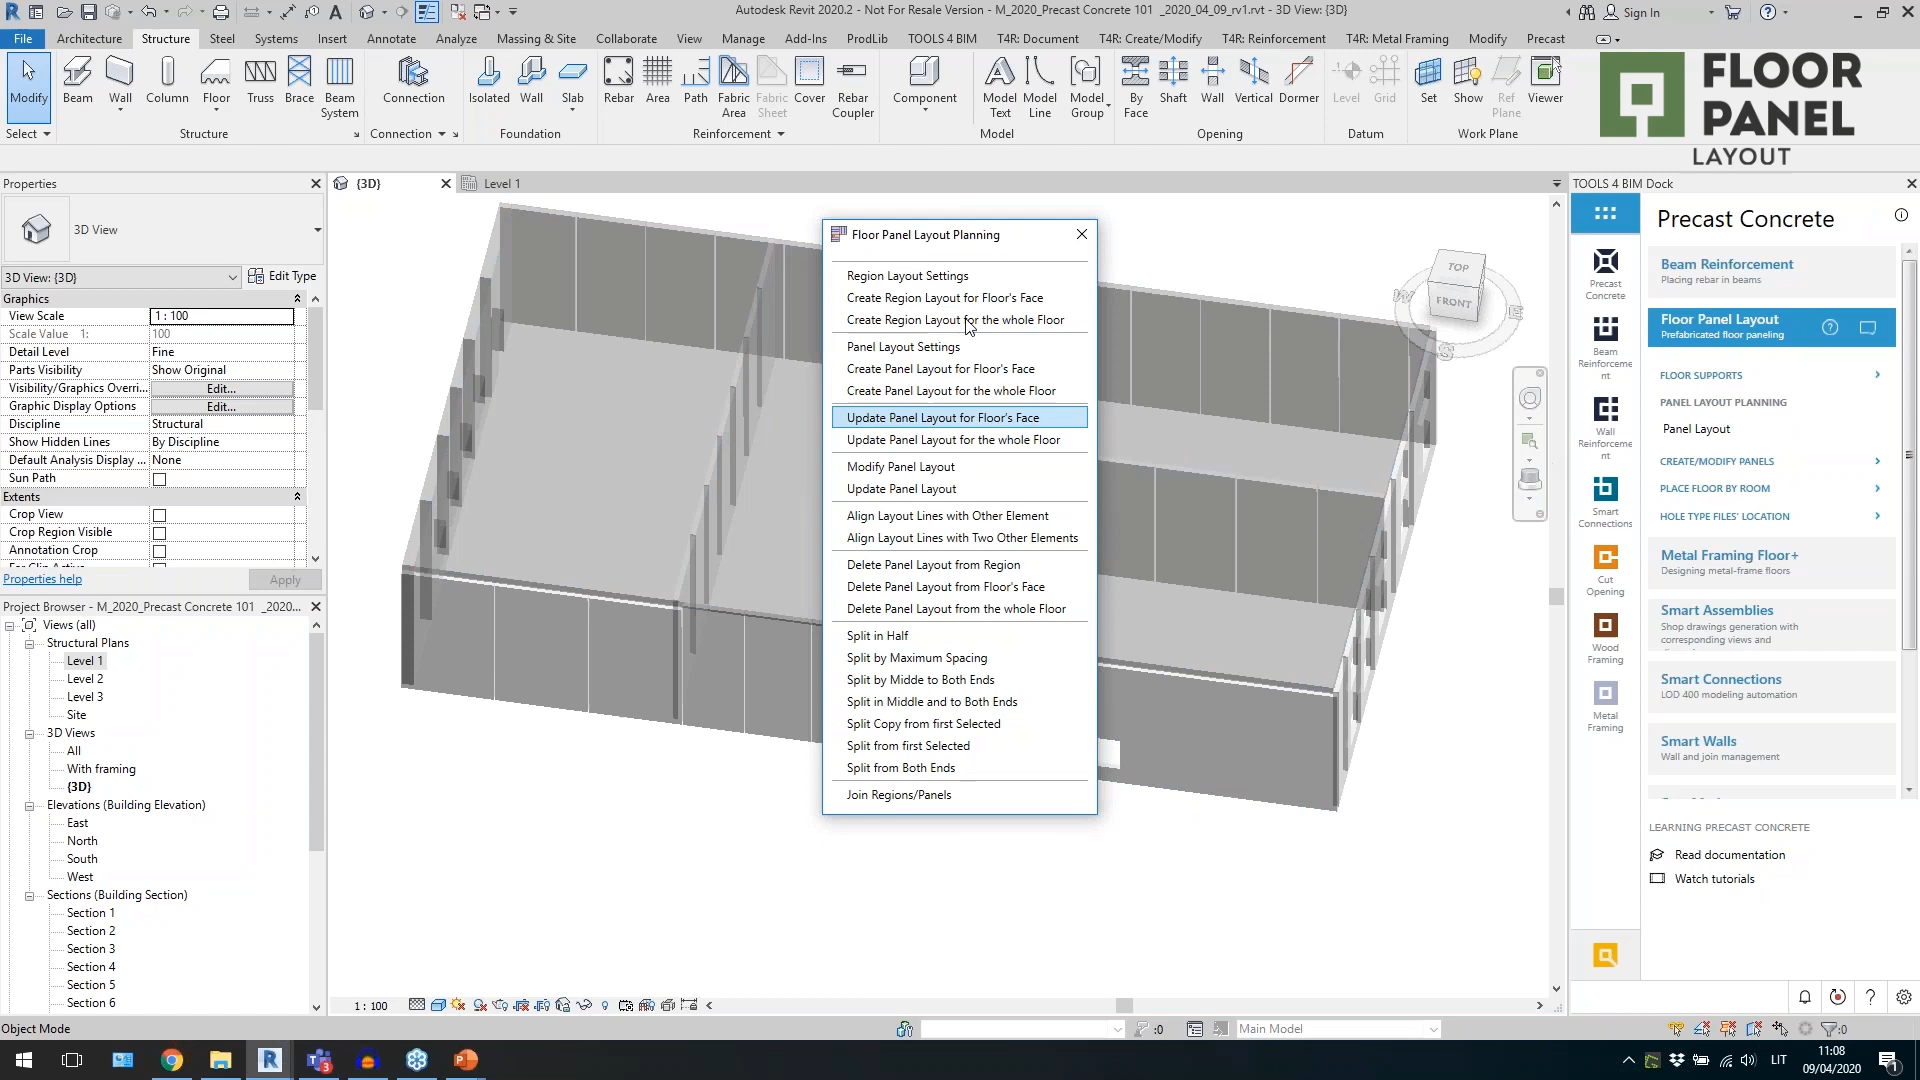 Autodesk Revit 2020.2 - Not For Resale Version - M_2020_Precast Concrete 101 _2020_04_09_rv1.rvt - 3D View: {3D}
Sign In
File
Architecture
Structure
Steel
Systems
Insert
Annotate
Analyze
Massing & Site
Collaborate
View
Manage
Add-Ins
ProdLib
TOOLS 4 BIM
T4R: Document
T4R: Create/Modify
T4R: Reinforcement
T4R: Metal Framing
Modify
Precast
Modify
Beam
Wall
Column
Floor
Truss
Brace
Beam System
Connection
Isolated
Wall
Slab
Rebar
Area
Path
Fabric Area
Fabric Sheet
Cover
Rebar Coupler
Component
Model Text
Model Line
Model Group
By Face
Shaft
Wall
Vertical
Dormer
Level
Grid
Set
Show
Ref Plane
Viewer
Select
Structure
Connection
Foundation
Reinforcement
Model
Opening
Datum
Work Plane
FLOOR
PANEL
LAYOUT
Properties
3D View
3D View: {3D}
Edit Type
Graphics
View Scale
1 : 100
Scale Value 1:
100
Detail Level
Fine
Parts Visibility
Show Original
Visibility/Graphics Overri...
Edit...
Graphic Display Options
Edit...
Discipline
Structural
Show Hidden Lines
By Discipline
Default Analysis Display ...
None
Sun Path
Extents
Crop View
Crop Region Visible
Annotation Crop
Properties help
Apply
Project Browser - M_2020_Precast Concrete 101 _2020...
Views (all)
Structural Plans
Level 1
Level 2
Level 3
Site
3D Views
All
With framing
{3D}
Elevations (Building Elevation)
East
North
South
West
Sections (Building Section)
Section 1
Section 2
Section 3
Section 4
Section 5
Section 6
{3D}
Level 1
TOP
FRONT
W
S
E
Floor Panel Layout Planning
Region Layout Settings
Create Region Layout for Floor's Face
Create Region Layout for the whole Floor
Panel Layout Settings
Create Panel Layout for Floor's Face
Create Panel Layout for the whole Floor
Update Panel Layout for Floor's Face
Update Panel Layout for the whole Floor
Modify Panel Layout
Update Panel Layout
Align Layout Lines with Other Element
Align Layout Lines with Two Other Elements
Delete Panel Layout from Region
Delete Panel Layout from Floor's Face
Delete Panel Layout from the whole Floor
Split in Half
Split by Maximum Spacing
Split by Midde to Both Ends
Split in Middle and to Both Ends
Split Copy from first Selected
Split from first Selected
Split from Both Ends
Join Regions/Panels
TOOLS 4 BIM Dock
Precast Concrete
Precast Concrete
Beam Reinforceme nt
Wall Reinforceme nt
Smart Connections
Cut Opening
Wood Framing
Metal Framing
Beam Reinforcement
Placing rebar in beams
Floor Panel Layout
Prefabricated floor paneling
FLOOR SUPPORTS
PANEL LAYOUT PLANNING
Panel Layout
CREATE/MODIFY PANELS
PLACE FLOOR BY ROOM
HOLE TYPE FILES' LOCATION
Metal Framing Floor+
Designing metal-frame floors
Smart Assemblies
Shop drawings generation with
corresponding views and
Smart Connections
LOD 400 modeling automation
Smart Walls
Wall and join management
LEARNING PRECAST CONCRETE
Read documentation
Watch tutorials
1 : 100
Object Mode
:0
Main Model
:0
LIT
11:08
09/04/2020